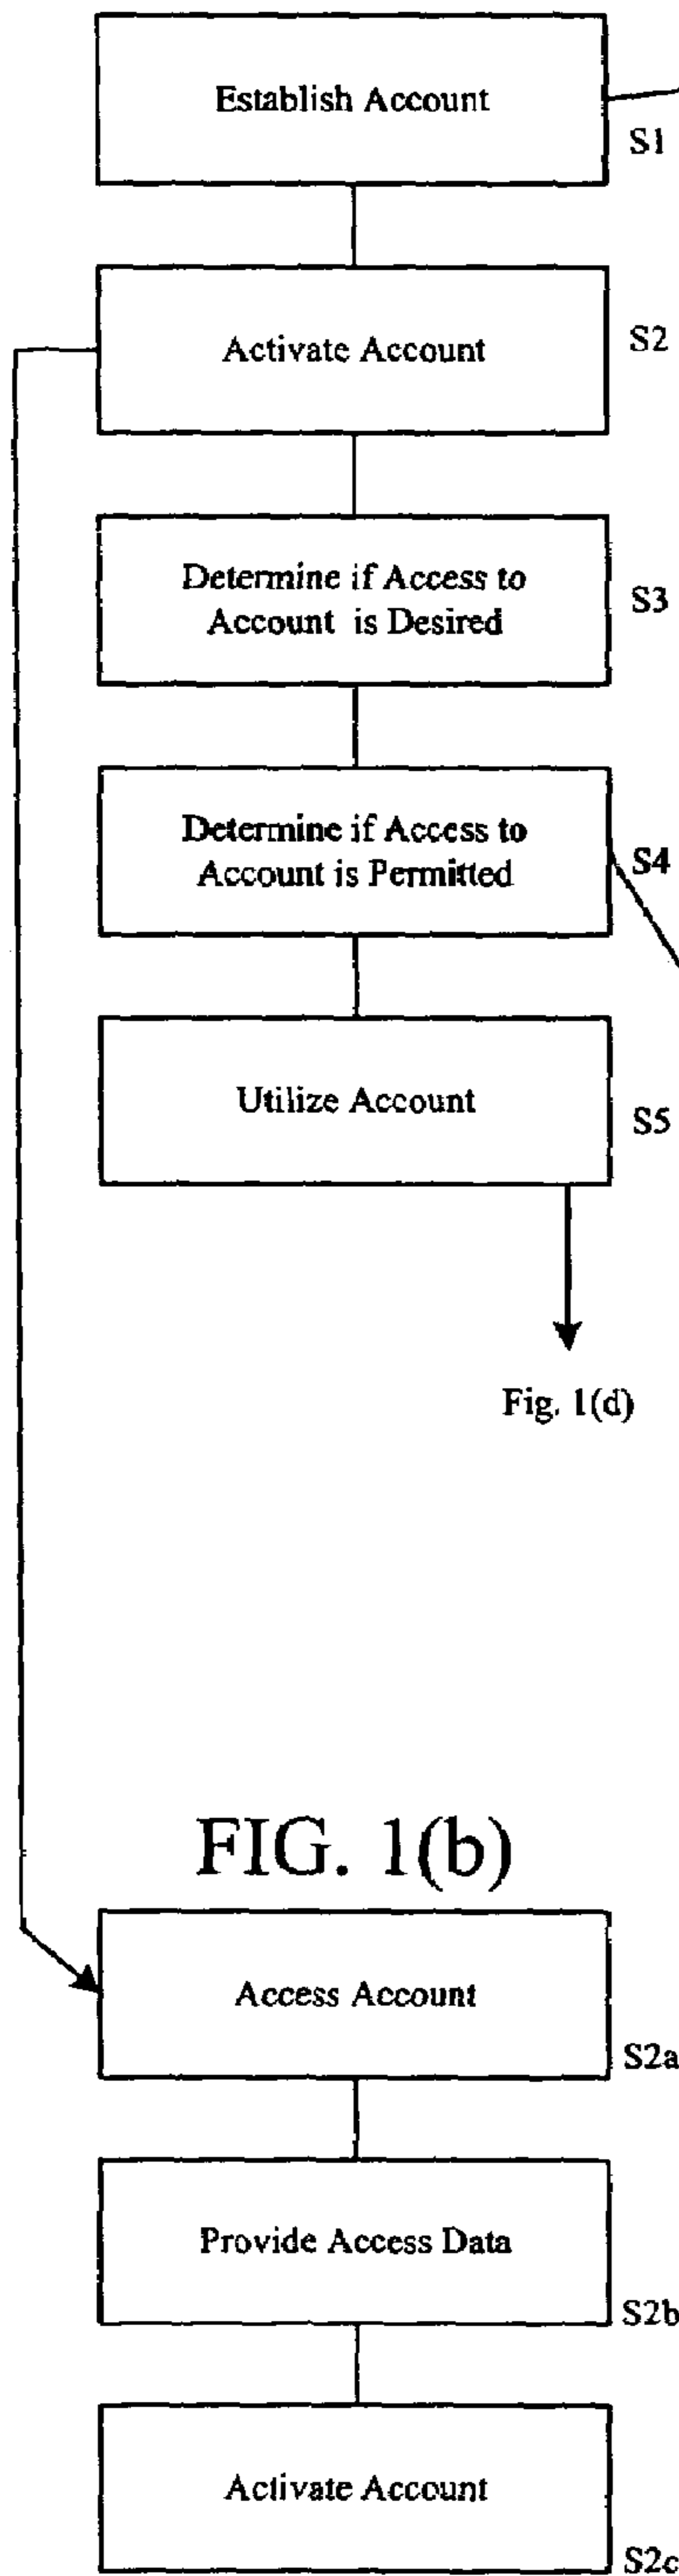 Establish Account
S1
Activate Account
S2
Determine if Access to
Account is Desired
S3
Determine if Access to
Account is Permitted
S4
Utilize Account
S5
Fig. 1(d)
FIG. 1(b)
Access Account
S2a
Provide Access Data
S2b
Activate Account
S2c